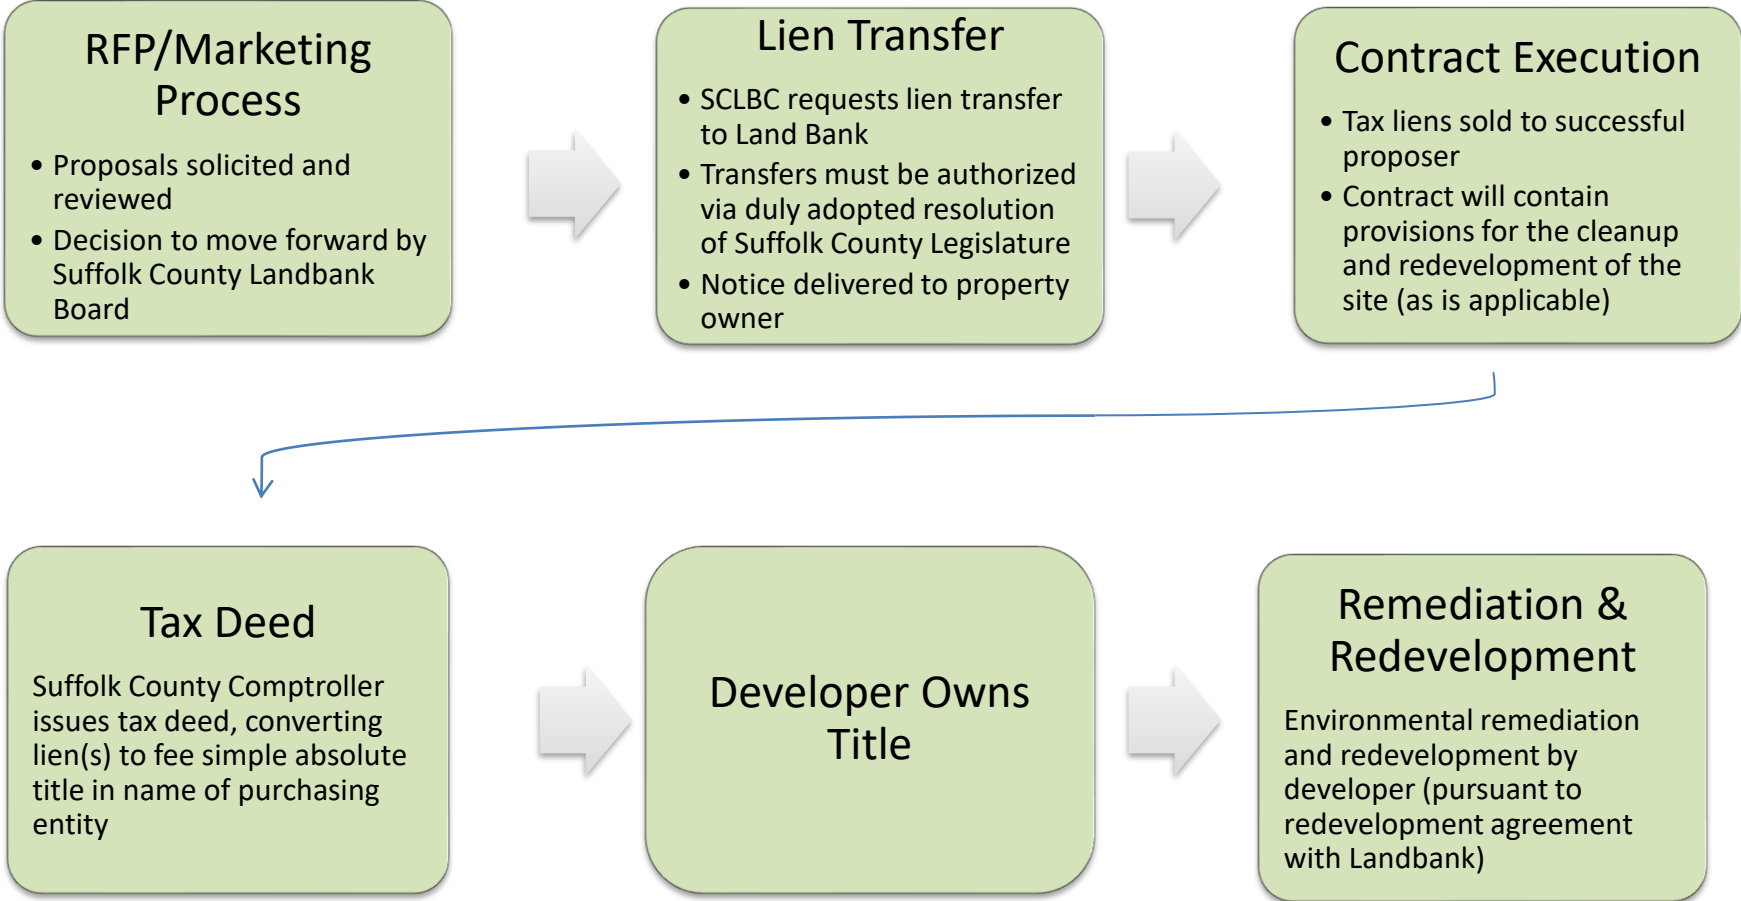 RFP/Marketing
Process
• Proposals solicited and
reviewed
• Decision to move forward by
Suffolk County Landbank
Board
Lien Transfer
• SCLBC requests lien transfer
to Land Bank
• Transfers must be authorized
via duly adopted resolution
of Suffolk County Legislature
• Notice delivered to property
owner
Contract Execution
• Tax liens sold to successful
proposer
• Contract will contain
provisions for the cleanup
and redevelopment of the
site (as is applicable)
Tax Deed
Suffolk County Comptroller
issues tax deed, converting
lien(s) to fee simple absolute
title in name of purchasing
entity
Developer Owns
Title
Remediation &
Redevelopment
Environmental remediation
and redevelopment by
developer (pursuant to
redevelopment agreement
with Landbank)